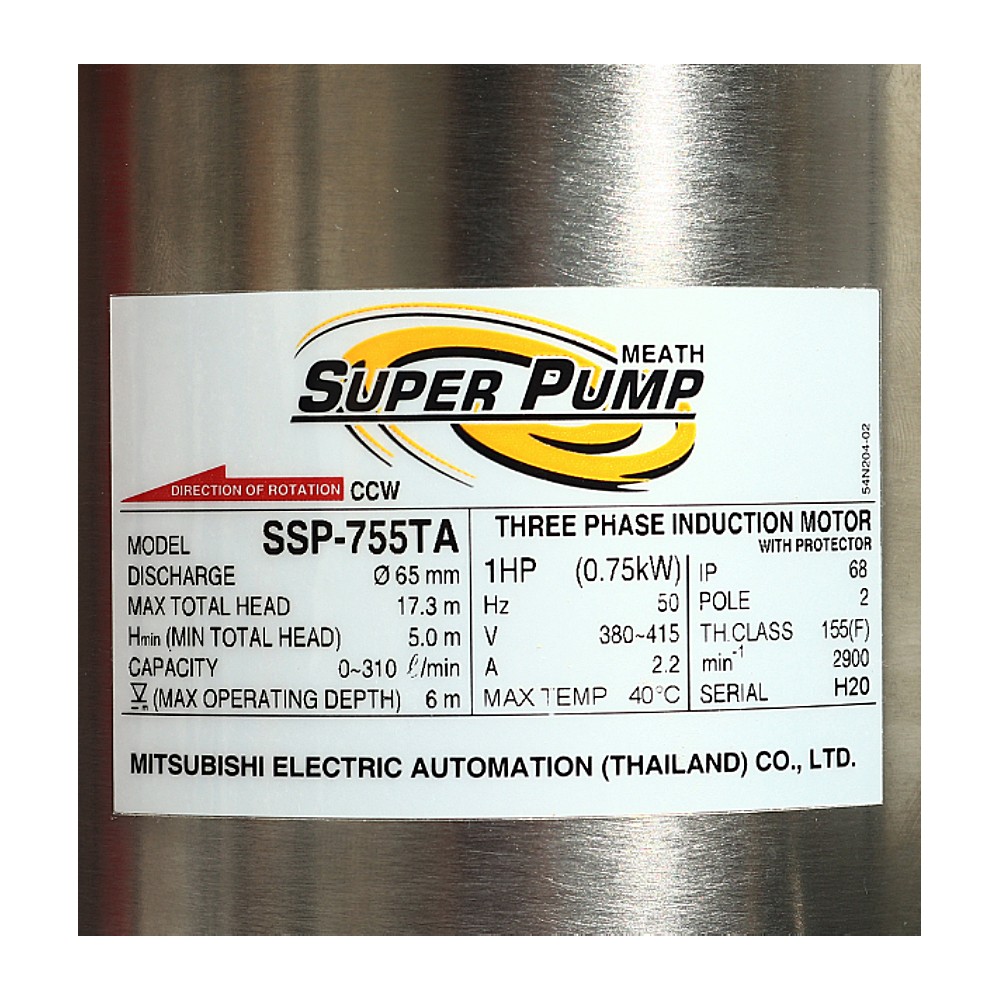 MEATH
SUPER PUMP
54N204-02
DIRECTION OF ROTATION CCW
MODEL SSP-755TA
DISCHARGE Ø 65 mm
MAX TOTAL HEAD 17.3 m
Hmin (MIN TOTAL HEAD) 5.0 m
CAPACITY 0~310 ℓ/min
(MAX OPERATING DEPTH) 6 m
THREE PHASE INDUCTION MOTOR
WITH PROTECTOR
1HP (0.75kW) IP 68
Hz 50 POLE 2
V 380~415 TH.CLASS 155(F)
A 2.2 min⁻¹ 2900
MAX TEMP 40°C SERIAL H20
MITSUBISHI ELECTRIC AUTOMATION (THAILAND) CO., LTD.